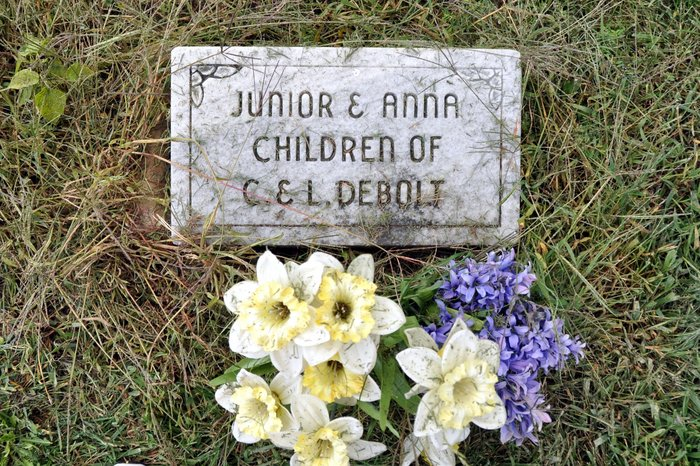 JUNIOR & ANNA
CHILDREN OF
C. & L. DEBOLT